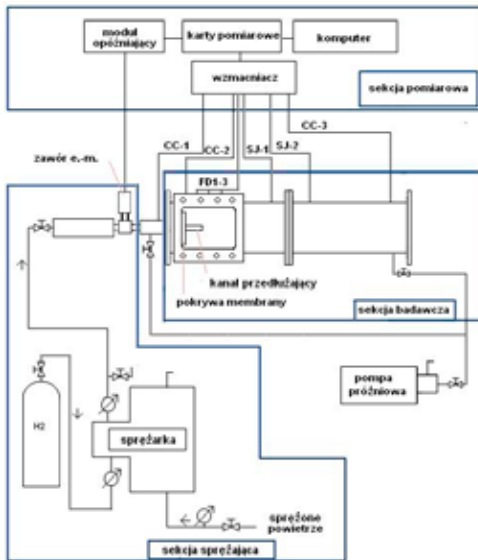 moduł
opóźniający
karty pomiarowe
komputer
wzmacniacz
sekcja pomiarowa
CC-3
CC-1
CC-2
SJ-1
SJ-2
zawór e.-m.
FD1-3
kanał przedłużający
pokrywa membrany
sekcja badawcza
pompa
próżniowa
H2
sprężarka
sprężone
powietrze
sekcja sprężająca